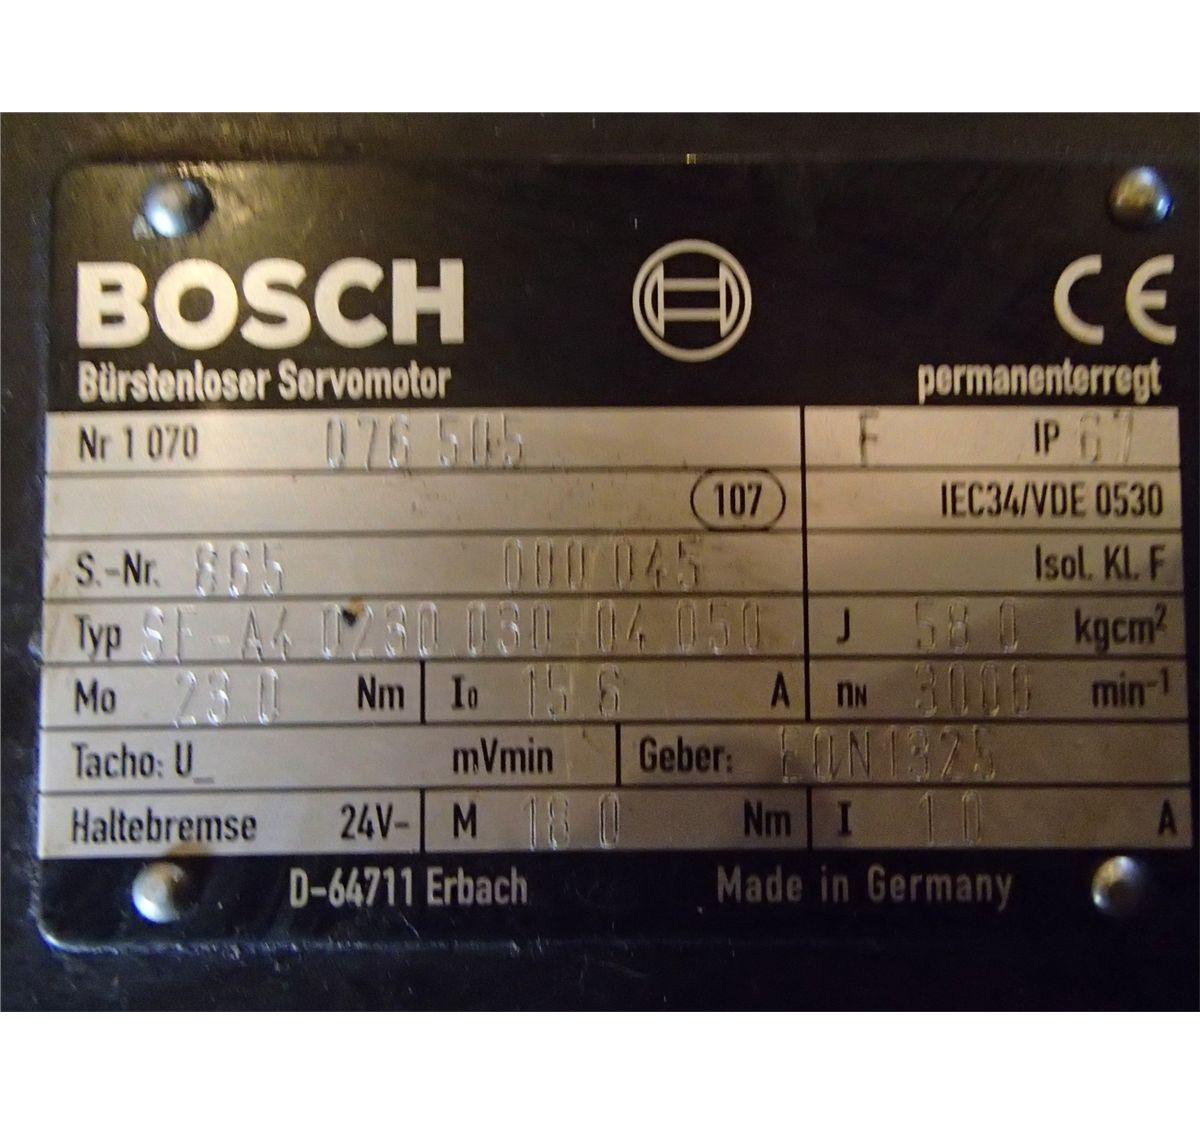 BOSCH
CE
Bürstenloser Servomotor
permanenterregt
Nr 1 070 076 505 F IP 67
107 IEC34/VDE 0530
S.-Nr. 865 000 045 Isol. Kl. F
Typ SF-A4 0230.030-04.050 J 58.0 kgcm²
Mo 23.0 Nm I0 15.6 A nN 3000 min-1
Tacho: U_ mVmin Geber: EQN1325
Haltebremse 24V- M 18.0 Nm I 1.0 A
D-64711 Erbach Made in Germany